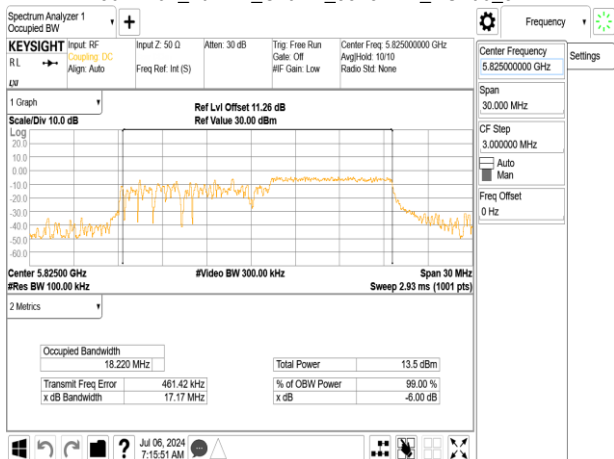 Spectrum Analyzer 1
Occupied BW
Frequency
KEYSIGHT
RL
LXI
Input: RF
Coupling: DC
Align: Auto
Input Z: 50 Ω
Freq Ref: Int (S)
Atten: 30 dB
Trig: Free Run
Gate: Off
#IF Gain: Low
Center Freq: 5.825000000 GHz
Avg|Hold: 10/10
Radio Std: None
Center Frequency
5.825000000 GHz
Settings
Span
30.000 MHz
CF Step
3.000000 MHz
Auto
Man
Freq Offset
0 Hz
1 Graph
Scale/Div 10.0 dB
Ref Lvl Offset 11.26 dB
Ref Value 30.00 dBm
Log
20.0
10.0
0.00
-10.0
-20.0
-30.0
-40.0
-50.0
-60.0
Center 5.82500 GHz
#Res BW 100.00 kHz
#Video BW 300.00 kHz
Span 30 MHz
Sweep 2.93 ms (1001 pts)
2 Metrics
Occupied Bandwidth
18.220 MHz
Total Power 13.5 dBm
Transmit Freq Error 461.42 kHz
% of OBW Power 99.00 %
x dB Bandwidth 17.17 MHz
x dB -6.00 dB
?
Jul 06, 2024
7:15:51 AM